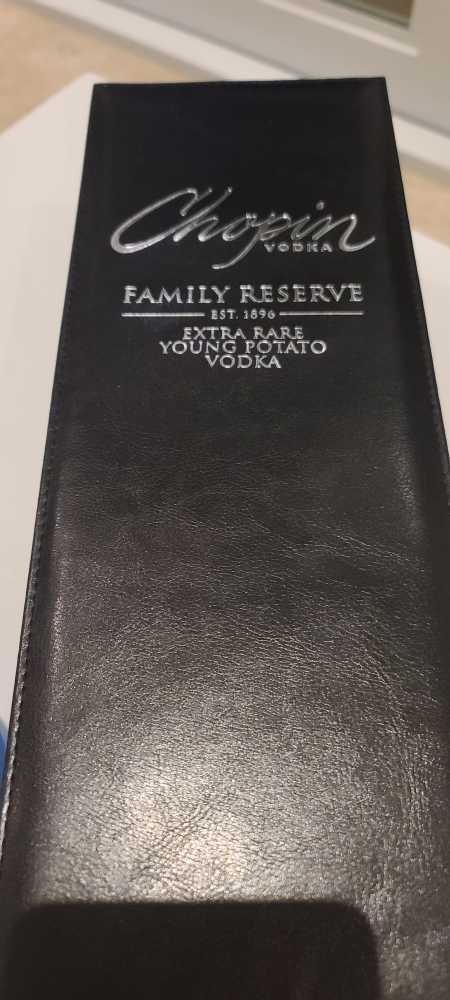 Chopin
VODKA
FAMILY RESERVE
EST. 1896
EXTRA RARE
YOUNG POTATO
VODKA